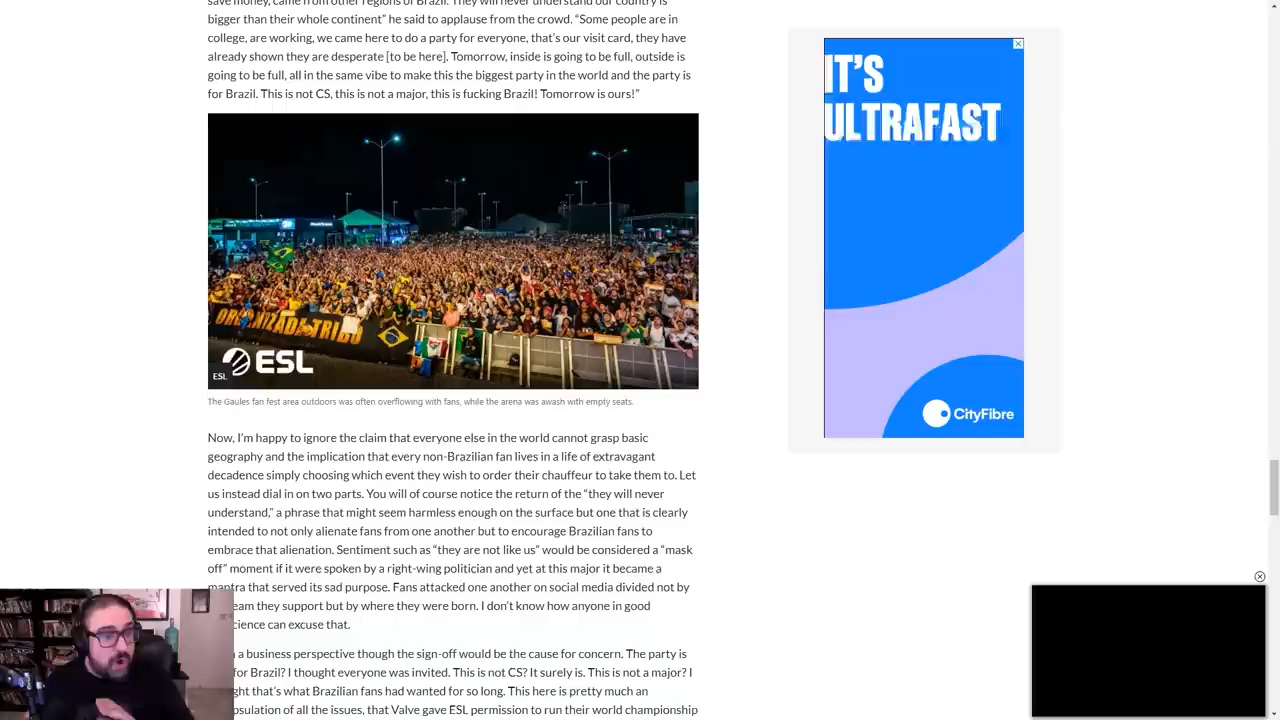 save money, came from other regions of Brazil. They will never understand our country is
bigger than their whole continent” he said to applause from the crowd. “Some people are in
college, are working, we came here to do a party for everyone, that’s our visit card, they have
already shown they are desperate [to be here]. Tomorrow, inside is going to be full, outside is
going to be full, all in the same vibe to make this the biggest party in the world and the party is
for Brazil. This is not CS, this is not a major, this is fucking Brazil! Tomorrow is ours!”
ORGANIZADA TRIBO
ESL
ESL
The Gaules fan fest area outdoors was often overflowing with fans, while the arena was awash with empty seats.
Now, I’m happy to ignore the claim that everyone else in the world cannot grasp basic
geography and the implication that every non-Brazilian fan lives in a life of extravagant
decadence simply choosing which event they wish to order their chauffeur to take them to. Let
us instead dial in on two parts. You will of course notice the return of the “they will never
understand,” a phrase that might seem harmless enough on the surface but one that is clearly
intended to not only alienate fans from one another but to encourage Brazilian fans to
embrace that alienation. Sentiment such as “they are not like us” would be considered a “mask
off” moment if it were spoken by a right-wing politician and yet at this major it became a
mantra that served its sad purpose. Fans attacked one another on social media divided not by
eam they support but by where they were born. I don’t know how anyone in good
cience can excuse that.
a business perspective though the sign-off would be the cause for concern. The party is
for Brazil? I thought everyone was invited. This is not CS? It surely is. This is not a major? I
ght that’s what Brazilian fans had wanted for so long. This here is pretty much an
psulation of all the issues, that Valve gave ESL permission to run their world championship
IT’S
ULTRAFAST
CityFibre